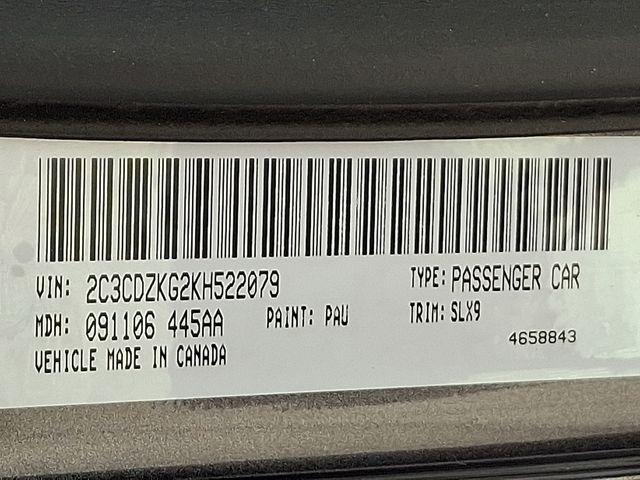 VIN: 2C3CDZKG2KH522079 TYPE: PASSENGER CAR
MDH: 091106 445AA PAINT: PAU TRIM: SLX9
VEHICLE MADE IN CANADA 4658843